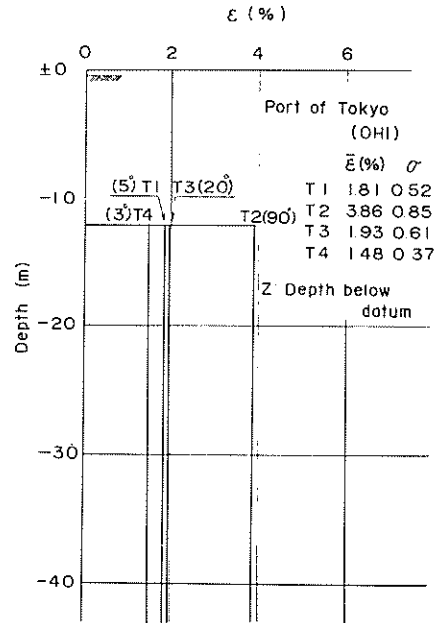 ε (%)
0 2 4 6
±0
Port of Tokyo
(OHI)
ε̄(%) σ
T1 1.81 0.52
T2 3.86 0.85
T3 1.93 0.61
T4 1.48 0.37
(5°) T1 T3(20°)
-10
(3°)T4 T2(90°)
Z Depth below
datum
Depth (m)
-20
-30
-40